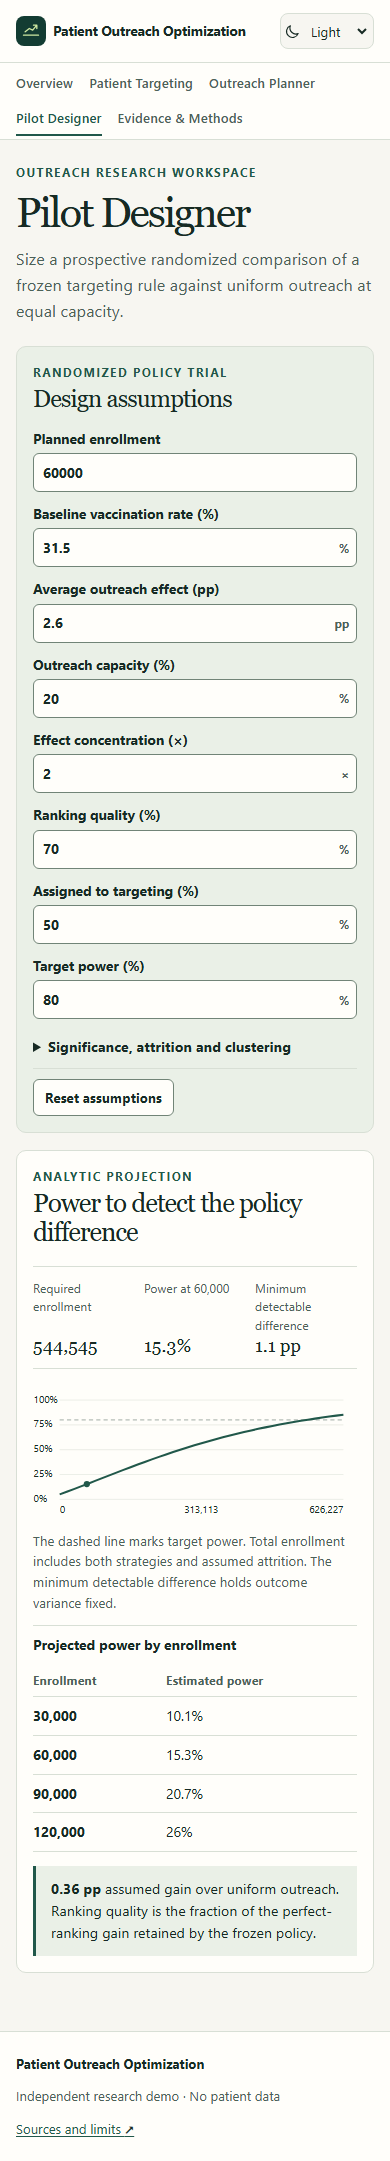 Patient Outreach Optimization
Light
Overview Patient Targeting Outreach Planner
Pilot Designer Evidence & Methods
OUTREACH RESEARCH WORKSPACE
Pilot Designer
Size a prospective randomized comparison of a
frozen targeting rule against uniform outreach at
equal capacity.
RANDOMIZED POLICY TRIAL
Design assumptions
Planned enrollment
60000
Baseline vaccination rate (%)
31.5 %
Average outreach effect (pp)
2.6 pp
Outreach capacity (%)
20 %
Effect concentration (×)
2 ×
Ranking quality (%)
70 %
Assigned to targeting (%)
50 %
Target power (%)
80 %
▶ Significance, attrition and clustering
Reset assumptions
ANALYTIC PROJECTION
Power to detect the policy
difference
Required
enrollment
544,545
Power at 60,000
15.3%
Minimum
detectable
difference
1.1 pp
100%
75%
50%
25%
0%
0 313,113 626,227
The dashed line marks target power. Total enrollment
includes both strategies and assumed attrition. The
minimum detectable difference holds outcome
variance fixed.
Projected power by enrollment
Enrollment Estimated power
30,000 10.1%
60,000 15.3%
90,000 20.7%
120,000 26%
0.36 pp assumed gain over uniform outreach.
Ranking quality is the fraction of the perfect-
ranking gain retained by the frozen policy.
Patient Outreach Optimization
Independent research demo · No patient data
Sources and limits ↗